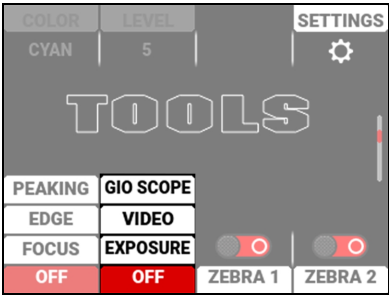 COLOR LEVEL SETTINGS
CYAN 5
TOOLS
PEAKING GIO SCOPE
EDGE VIDEO
FOCUS EXPOSURE
OFF OFF ZEBRA 1 ZEBRA 2